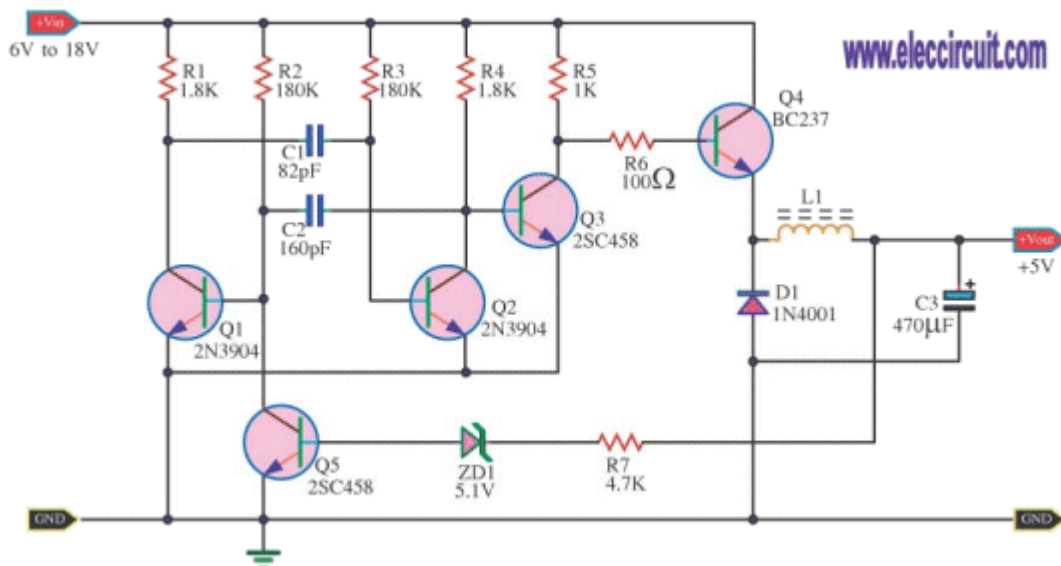 +Vin
6V to 18V
www.eleccircuit.com
R1
1.8K
R2
180K
R3
180K
R4
1.8K
R5
1K
Q4
BC237
C1
82pF
R6
100Ω
L1
C2
160pF
Q3
2SC458
+Vout
+5V
D1
1N4001
C3
470µF
+
Q1
2N3904
Q2
2N3904
Q5
2SC458
ZD1
5.1V
R7
4.7K
GND
GND